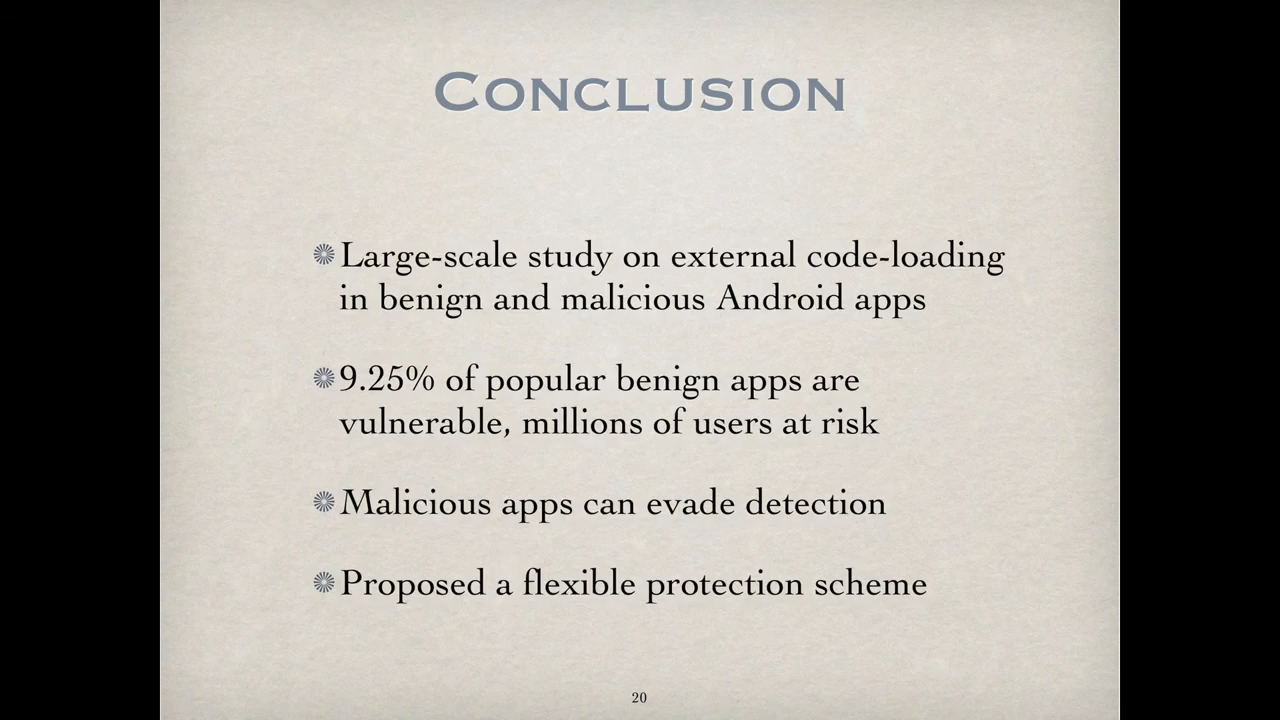 Conclusion
Large-scale study on external code-loading
in benign and malicious Android apps
9.25% of popular benign apps are
vulnerable, millions of users at risk
Malicious apps can evade detection
Proposed a flexible protection scheme
20